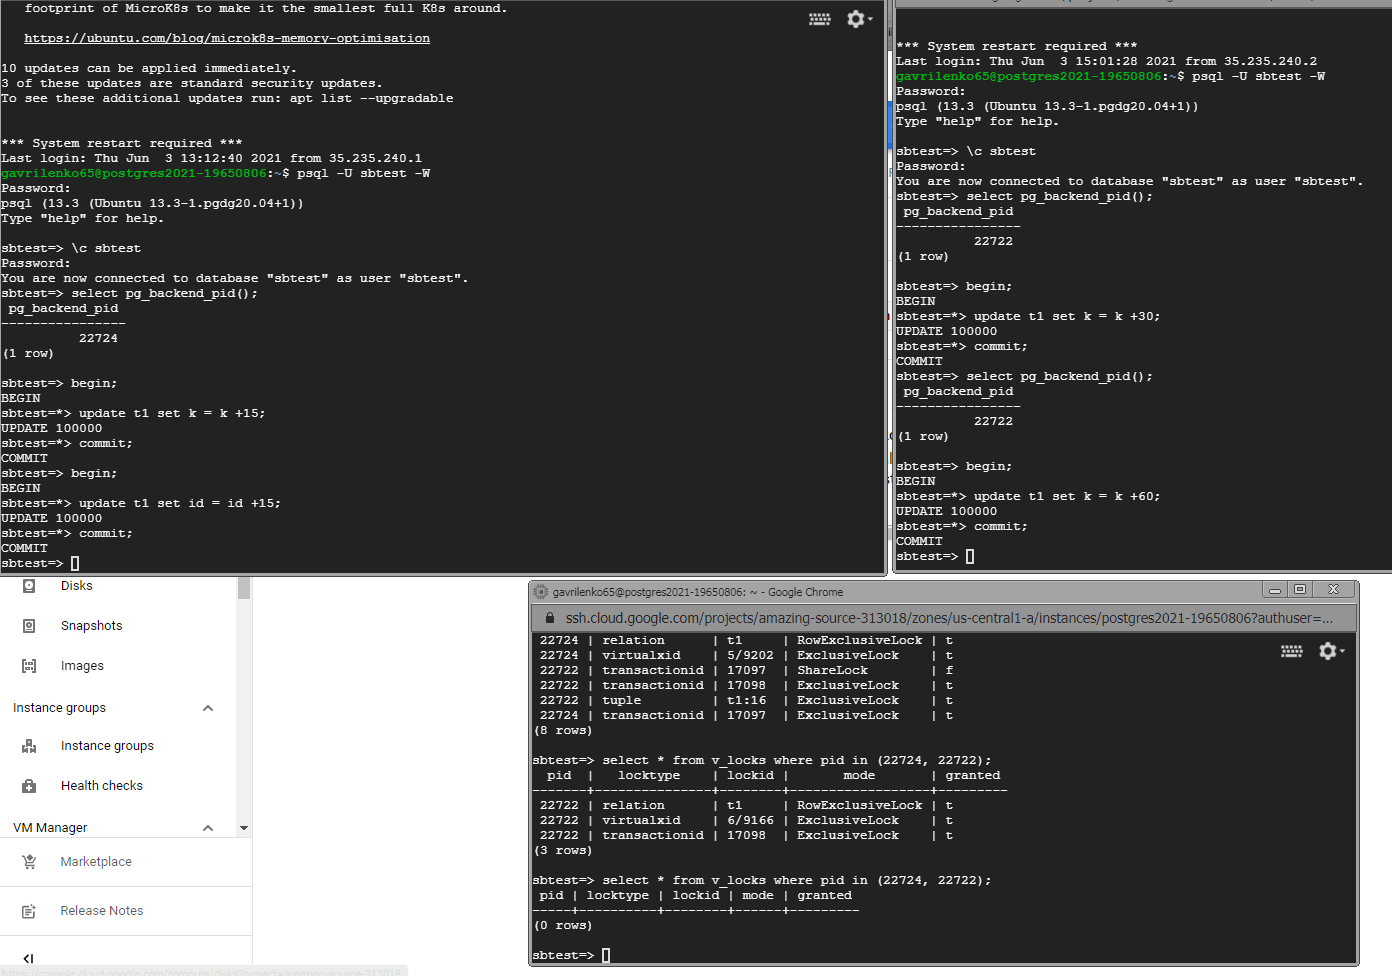 footprint of MicroK8s to make it the smallest full K8s around.
https://ubuntu.com/blog/microk8s-memory-optimisation
10 updates can be applied immediately.
3 of these updates are standard security updates.
To see these additional updates run: apt list --upgradable
*** System restart required ***
Last login: Thu Jun  3 13:12:40 2021 from 35.235.240.1
gavrilenko65@postgres2021-19650806:~$ psql -U sbtest -W
Password:
psql (13.3 (Ubuntu 13.3-1.pgdg20.04+1))
Type "help" for help.
sbtest=> \c sbtest
Password:
You are now connected to database "sbtest" as user "sbtest".
sbtest=> select pg_backend_pid();
 pg_backend_pid
----------------
          22724
(1 row)
sbtest=> begin;
BEGIN
sbtest=*> update t1 set k = k +15;
UPDATE 100000
sbtest=*> commit;
COMMIT
sbtest=> begin;
BEGIN
sbtest=*> update t1 set id = id +15;
UPDATE 100000
sbtest=*> commit;
COMMIT
sbtest=>
*** System restart required ***
Last login: Thu Jun  3 15:01:28 2021 from 35.235.240.2
gavrilenko65@postgres2021-19650806:~$ psql -U sbtest -W
Password:
psql (13.3 (Ubuntu 13.3-1.pgdg20.04+1))
Type "help" for help.
sbtest=> \c sbtest
Password:
You are now connected to database "sbtest" as user "sbtest".
sbtest=> select pg_backend_pid();
 pg_backend_pid
----------------
          22722
(1 row)
sbtest=> begin;
BEGIN
sbtest=*> update t1 set k = k +30;
UPDATE 100000
sbtest=*> commit;
COMMIT
sbtest=> select pg_backend_pid();
 pg_backend_pid
----------------
          22722
(1 row)
sbtest=> begin;
BEGIN
sbtest=*> update t1 set k = k +60;
UPDATE 100000
sbtest=*> commit;
COMMIT
sbtest=>
Disks
Snapshots
Images
Instance groups
Instance groups
Health checks
VM Manager
Marketplace
Release Notes
https://console.cloud.google.com/compute/disks?project=amazing-source-313018
gavrilenko65@postgres2021-19650806: ~ - Google Chrome
ssh.cloud.google.com/projects/amazing-source-313018/zones/us-central1-a/instances/postgres2021-19650806?authuser=...
 22724 | relation      | t1     | RowExclusiveLock | t
 22724 | virtualxid    | 5/9202 | ExclusiveLock    | t
 22722 | transactionid | 17097  | ShareLock        | f
 22722 | transactionid | 17098  | ExclusiveLock    | t
 22722 | tuple         | t1:16  | ExclusiveLock    | t
 22724 | transactionid | 17097  | ExclusiveLock    | t
(8 rows)
sbtest=> select * from v_locks where pid in (22724, 22722);
  pid  |   locktype    | lockid |       mode       | granted
-------+---------------+--------+------------------+---------
 22722 | relation      | t1     | RowExclusiveLock | t
 22722 | virtualxid    | 6/9166 | ExclusiveLock    | t
 22722 | transactionid | 17098  | ExclusiveLock    | t
(3 rows)
sbtest=> select * from v_locks where pid in (22724, 22722);
 pid | locktype | lockid | mode | granted
-----+----------+--------+------+---------
(0 rows)
sbtest=>